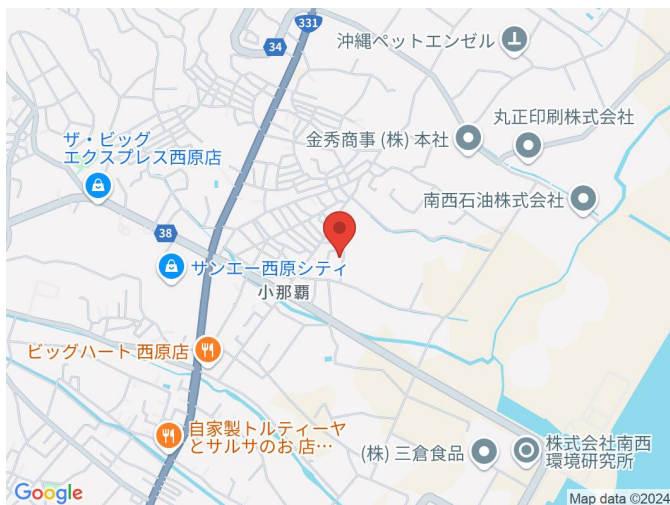 331
34
沖縄ペットエンゼル
丸正印刷株式会社
金秀商事 (株) 本社
ザ・ビッグ
エクスプレス西原店
南西石油株式会社
38
サンエー西原シティ
小那覇
ビッグハート 西原店
自家製トルティーヤ
とサルサのお 店…
(株) 三倉食品
株式会社南西
環境研究所
Google
Map data ©2024